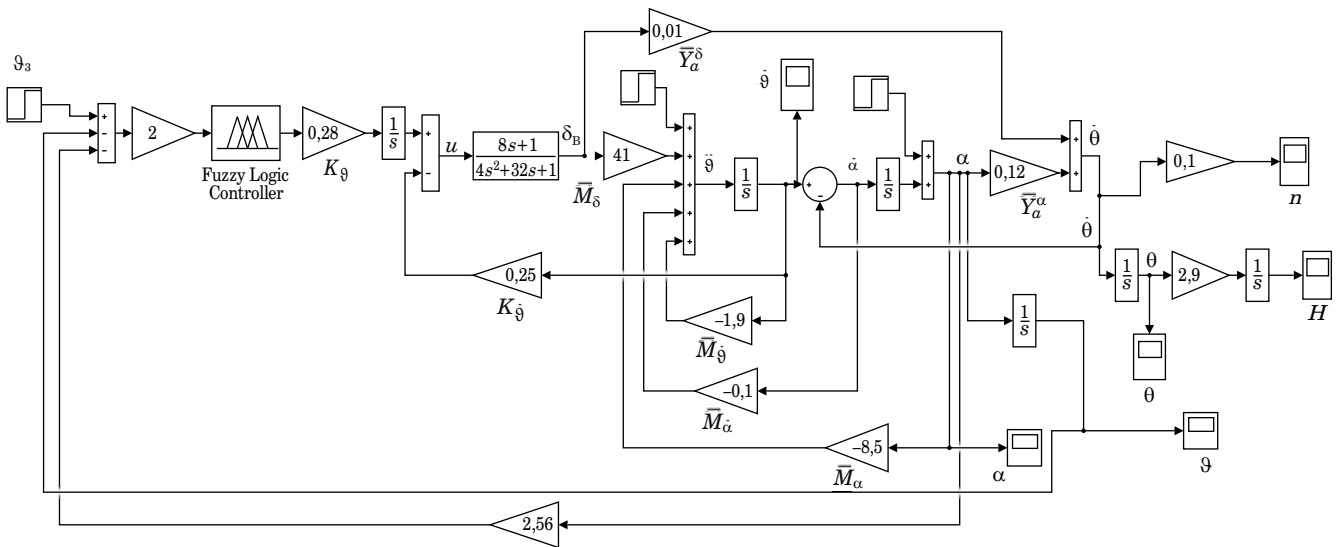 0,01
Y̅ₐ^δ
ϑ₃
ϑ̇
+
−
−
2
Fuzzy Logic
Controller
0,28
K_ϑ
1
s
+
−
u
8s+1
4s²+32s+1
δ_B
41
M̅_δ
+
+
+
+
+
ϑ̈
1
s
+
−
α̇
1
s
+
+
α
0,12
Y̅ₐ^α
+
+
θ̇
0,1
n
θ̇
0,25
K_ϑ̇
1
s
θ
2,9
1
s
H
−1,9
M̅_ϑ̇
1
s
θ
−0,1
M̅_α̇
−8,5
M̅_α
α
ϑ
2,56